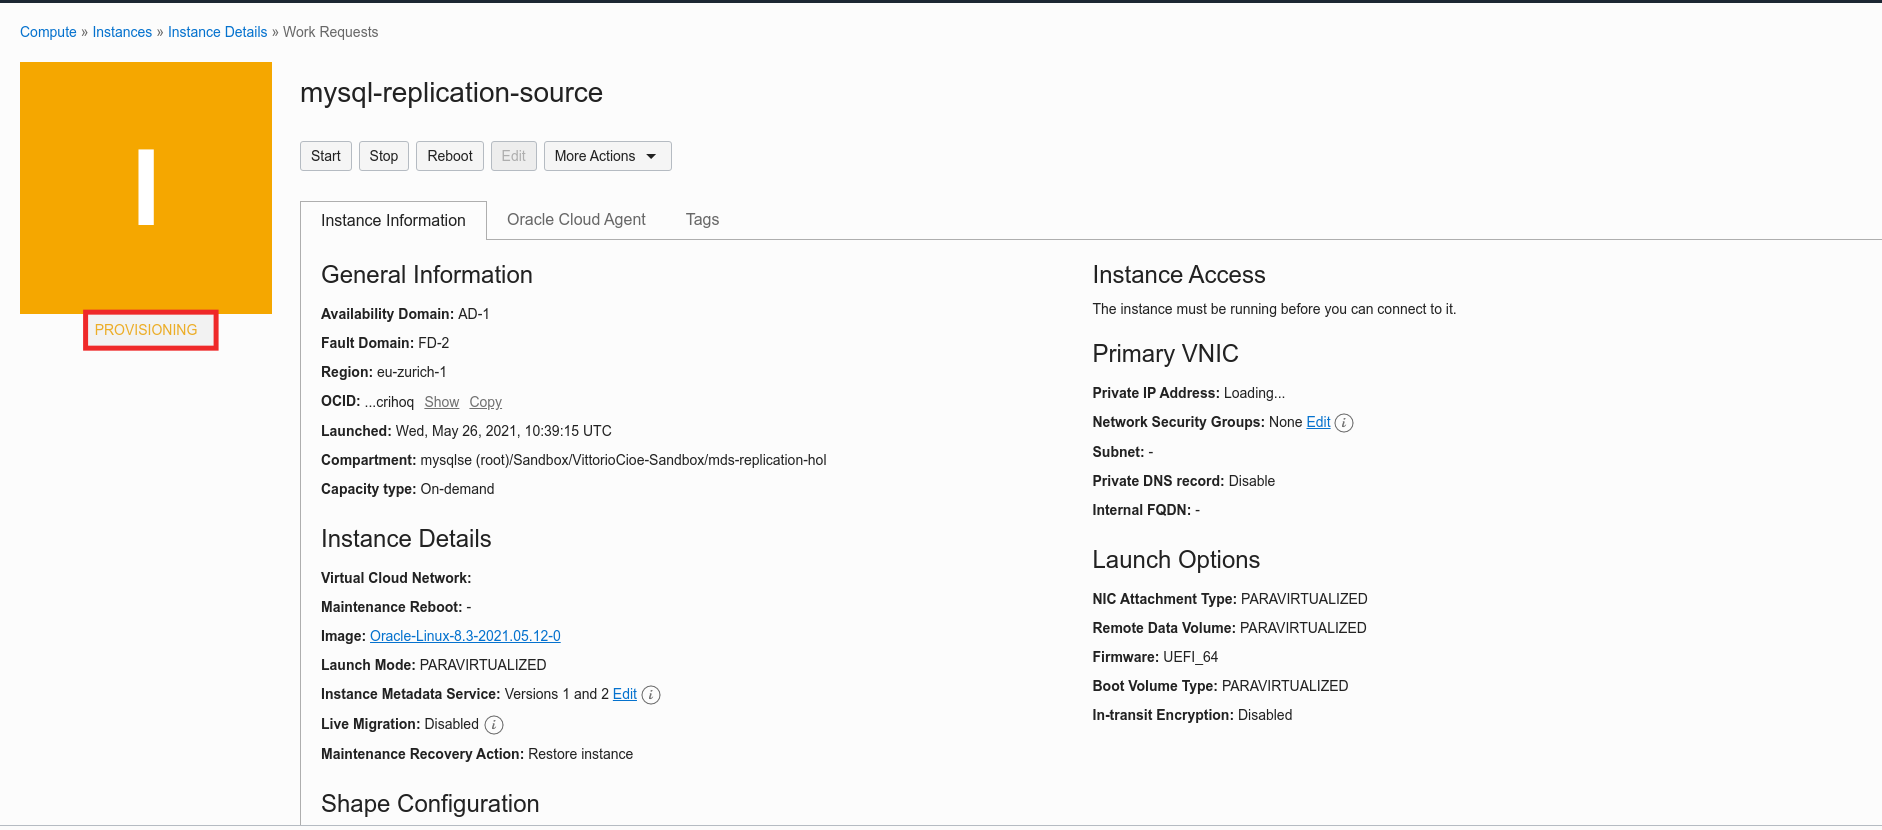 Compute » Instances » Instance Details » Work Requests
I
PROVISIONING
mysql-replication-source
Start Stop Reboot Edit More Actions
Instance Information Oracle Cloud Agent Tags
General Information
Availability Domain: AD-1
Fault Domain: FD-2
Region: eu-zurich-1
OCID: ...crihoq Show Copy
Launched: Wed, May 26, 2021, 10:39:15 UTC
Compartment: mysqlse (root)/Sandbox/VittorioCioe-Sandbox/mds-replication-hol
Capacity type: On-demand
Instance Details
Virtual Cloud Network:
Maintenance Reboot: -
Image: Oracle-Linux-8.3-2021.05.12-0
Launch Mode: PARAVIRTUALIZED
Instance Metadata Service: Versions 1 and 2 Edit i
Live Migration: Disabled i
Maintenance Recovery Action: Restore instance
Shape Configuration
Instance Access
The instance must be running before you can connect to it.
Primary VNIC
Private IP Address: Loading...
Network Security Groups: None Edit i
Subnet: -
Private DNS record: Disable
Internal FQDN: -
Launch Options
NIC Attachment Type: PARAVIRTUALIZED
Remote Data Volume: PARAVIRTUALIZED
Firmware: UEFI_64
Boot Volume Type: PARAVIRTUALIZED
In-transit Encryption: Disabled